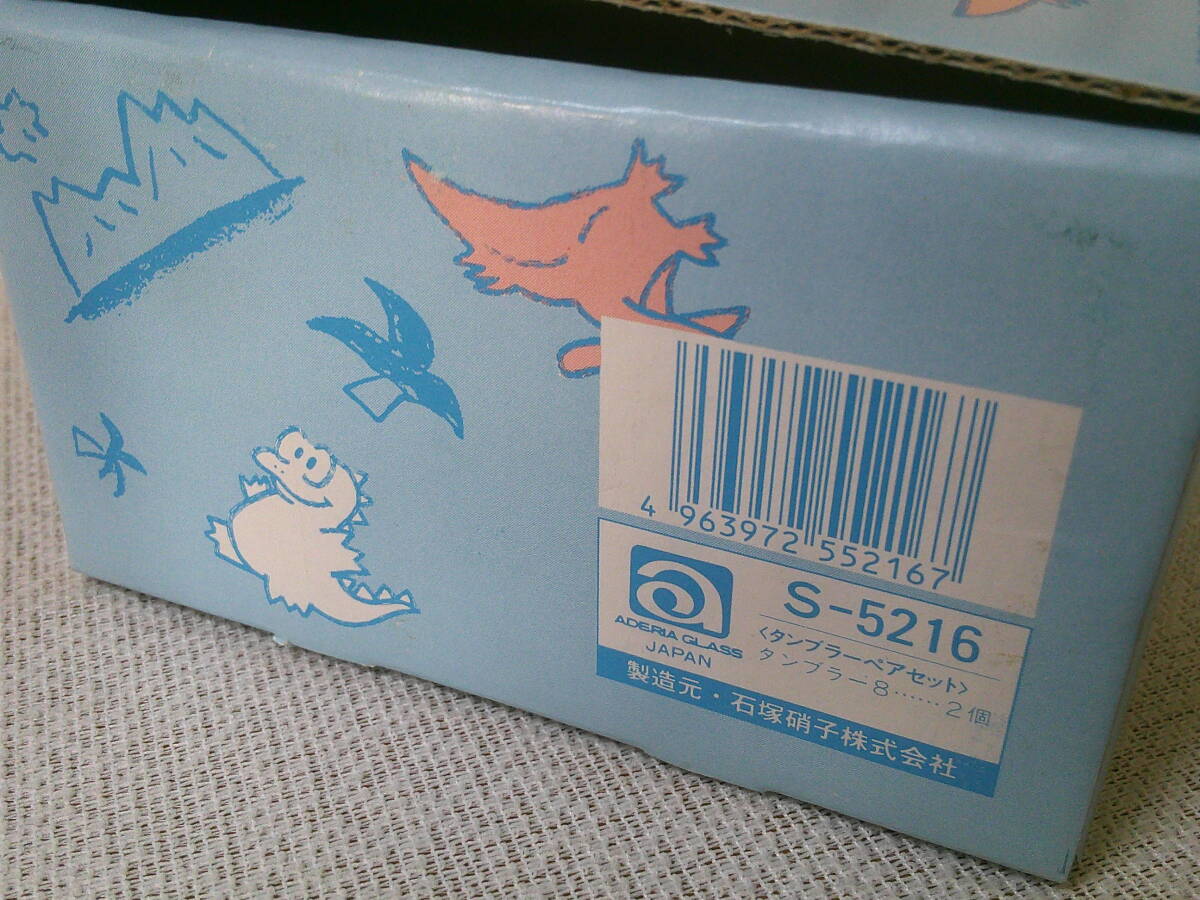 4 963972 552167
ADERIA GLASS
JAPAN
S-5216
〈タンブラーペアセット〉
タンブラー8……2個
製造元・石塚硝子株式会社